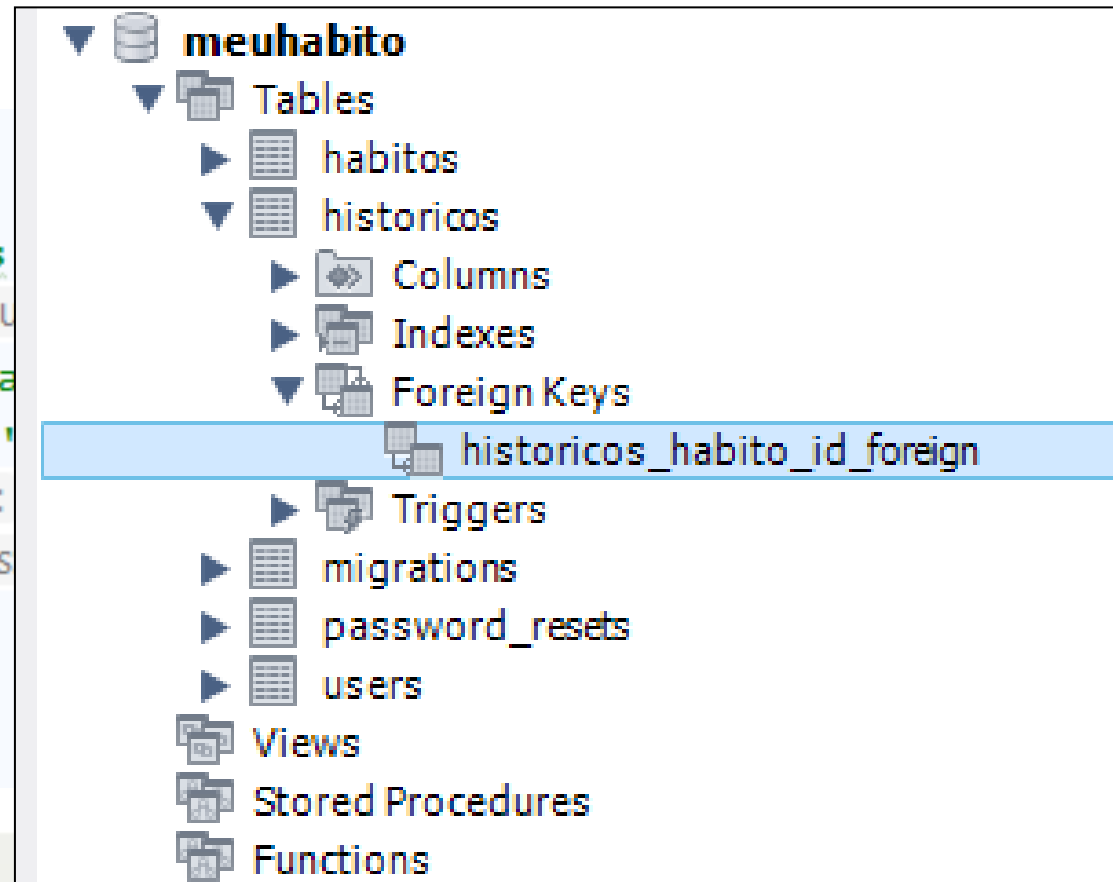 meuhabito
Tables
habitos
historicos
Columns
Indexes
Foreign Keys
historicos_habito_id_foreign
Triggers
migrations
password_resets
users
Views
Stored Procedures
Functions